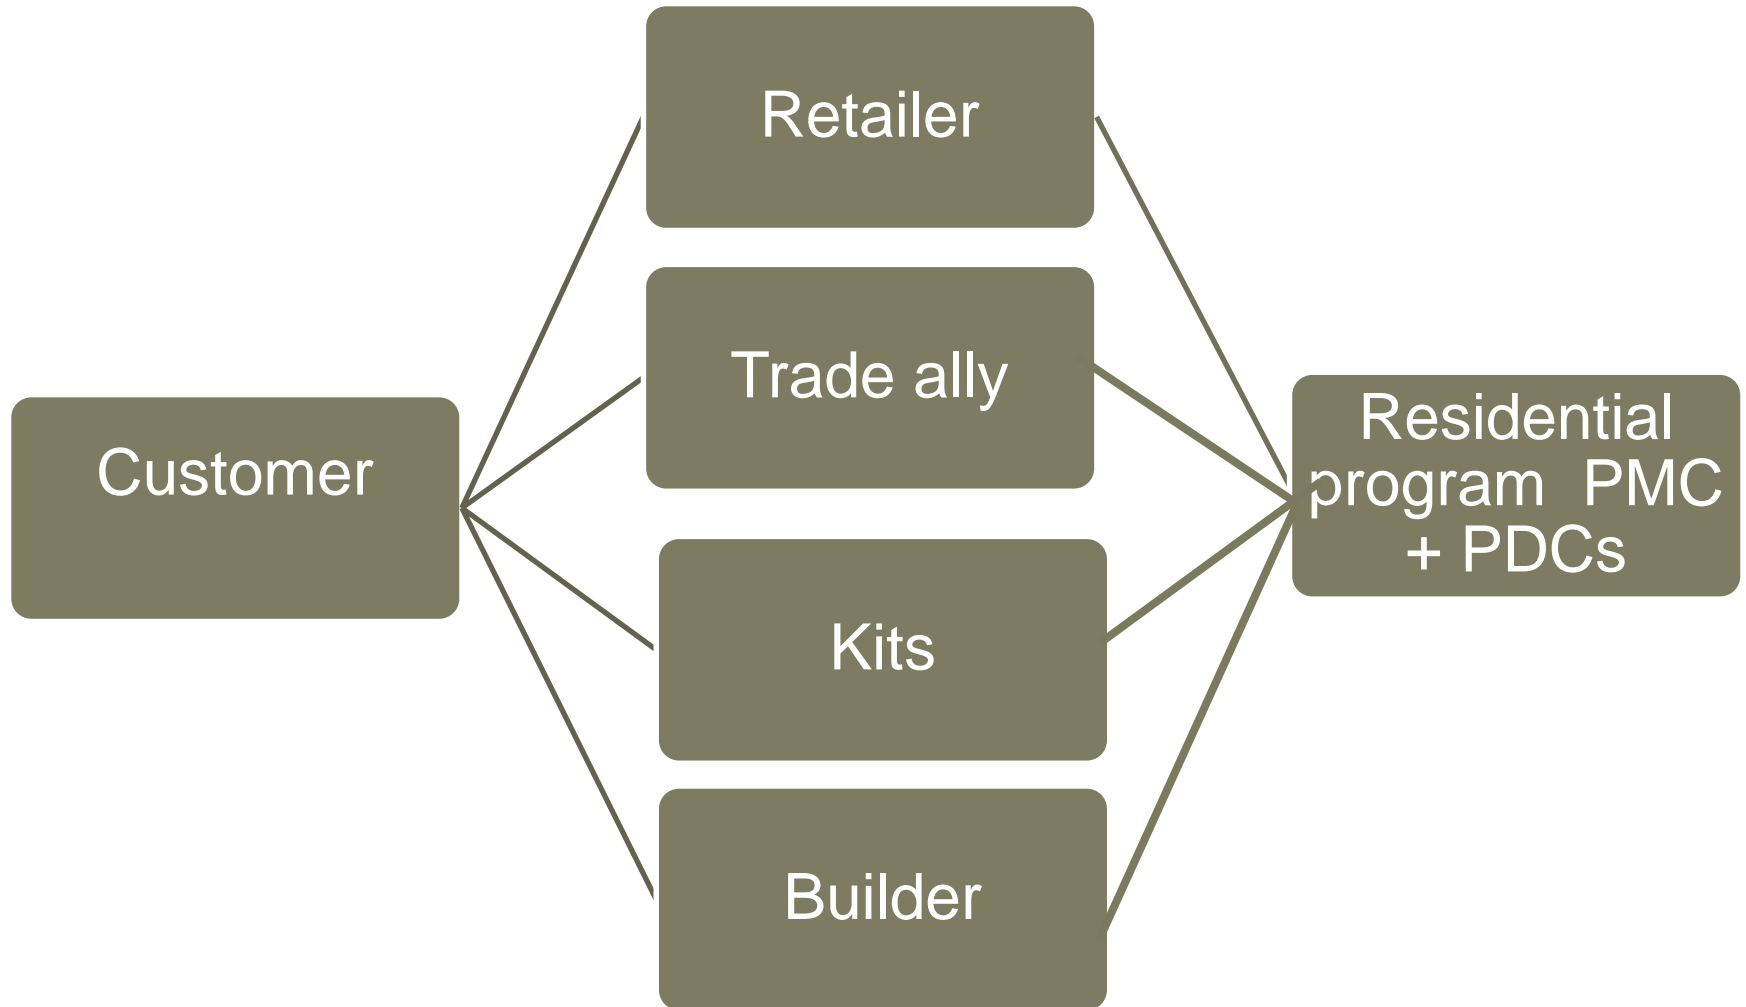 Retailer
Trade ally
Customer
Residential
program  PMC
+ PDCs
Kits
Builder